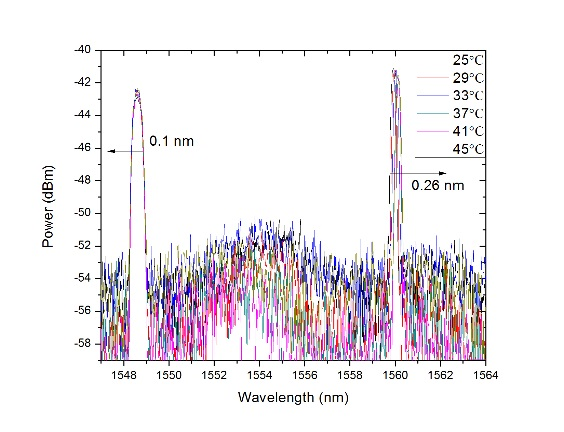 -40
-42
-44
-46
-48
-50
-52
-54
-56
-58
Power (dBm)
25°C
29°C
33°C
37°C
41°C
45°C
0.1 nm
0.26 nm
1548 1550 1552 1554 1556 1558 1560 1562 1564
Wavelength (nm)